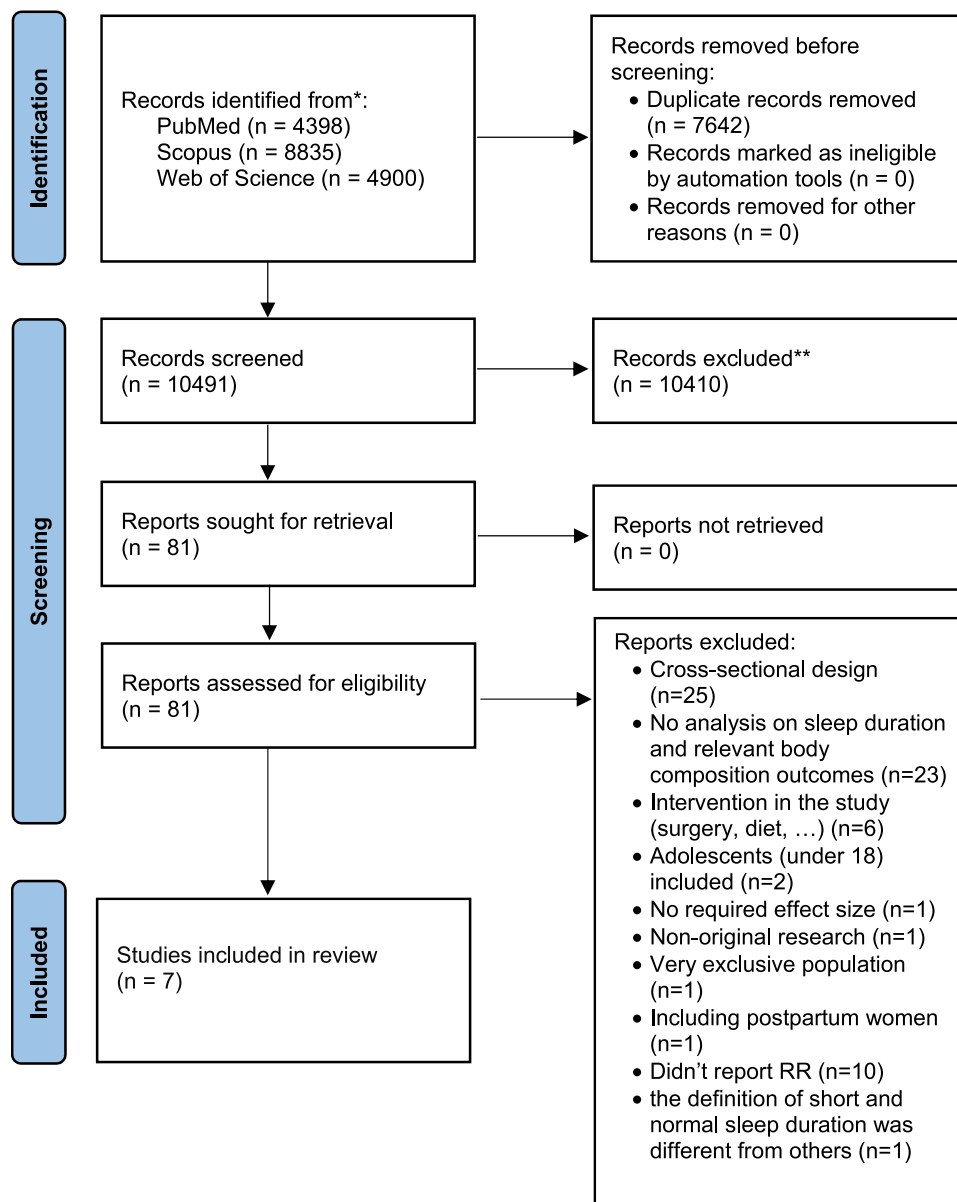 Identification
Records identified from*:
PubMed (n = 4398)
Scopus (n = 8835)
Web of Science (n = 4900)
Records removed before
screening:
• Duplicate records removed
(n = 7642)
• Records marked as ineligible
by automation tools (n = 0)
• Records removed for other
reasons (n = 0)
Screening
Records screened
(n = 10491)
Records excluded**
(n = 10410)
Reports sought for retrieval
(n = 81)
Reports not retrieved
(n = 0)
Reports assessed for eligibility
(n = 81)
Reports excluded:
• Cross-sectional design
(n=25)
• No analysis on sleep duration
and relevant body
composition outcomes (n=23)
• Intervention in the study
(surgery, diet, …) (n=6)
• Adolescents (under 18)
included (n=2)
• No required effect size (n=1)
• Non-original research (n=1)
• Very exclusive population
(n=1)
• Including postpartum women
(n=1)
• Didn’t report RR (n=10)
• the definition of short and
normal sleep duration was
different from others (n=1)
Included
Studies included in review
(n = 7)